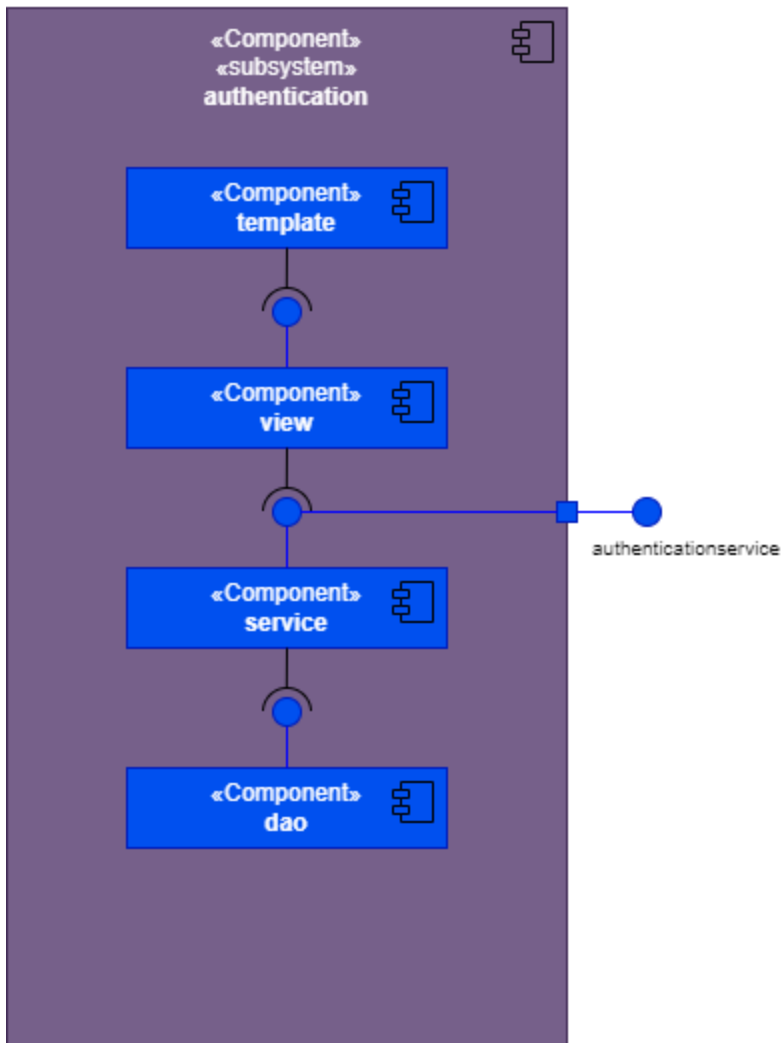 «Component»
«subsystem»
authentication
«Component»
template
«Component»
view
authenticationservice
«Component»
service
«Component»
dao